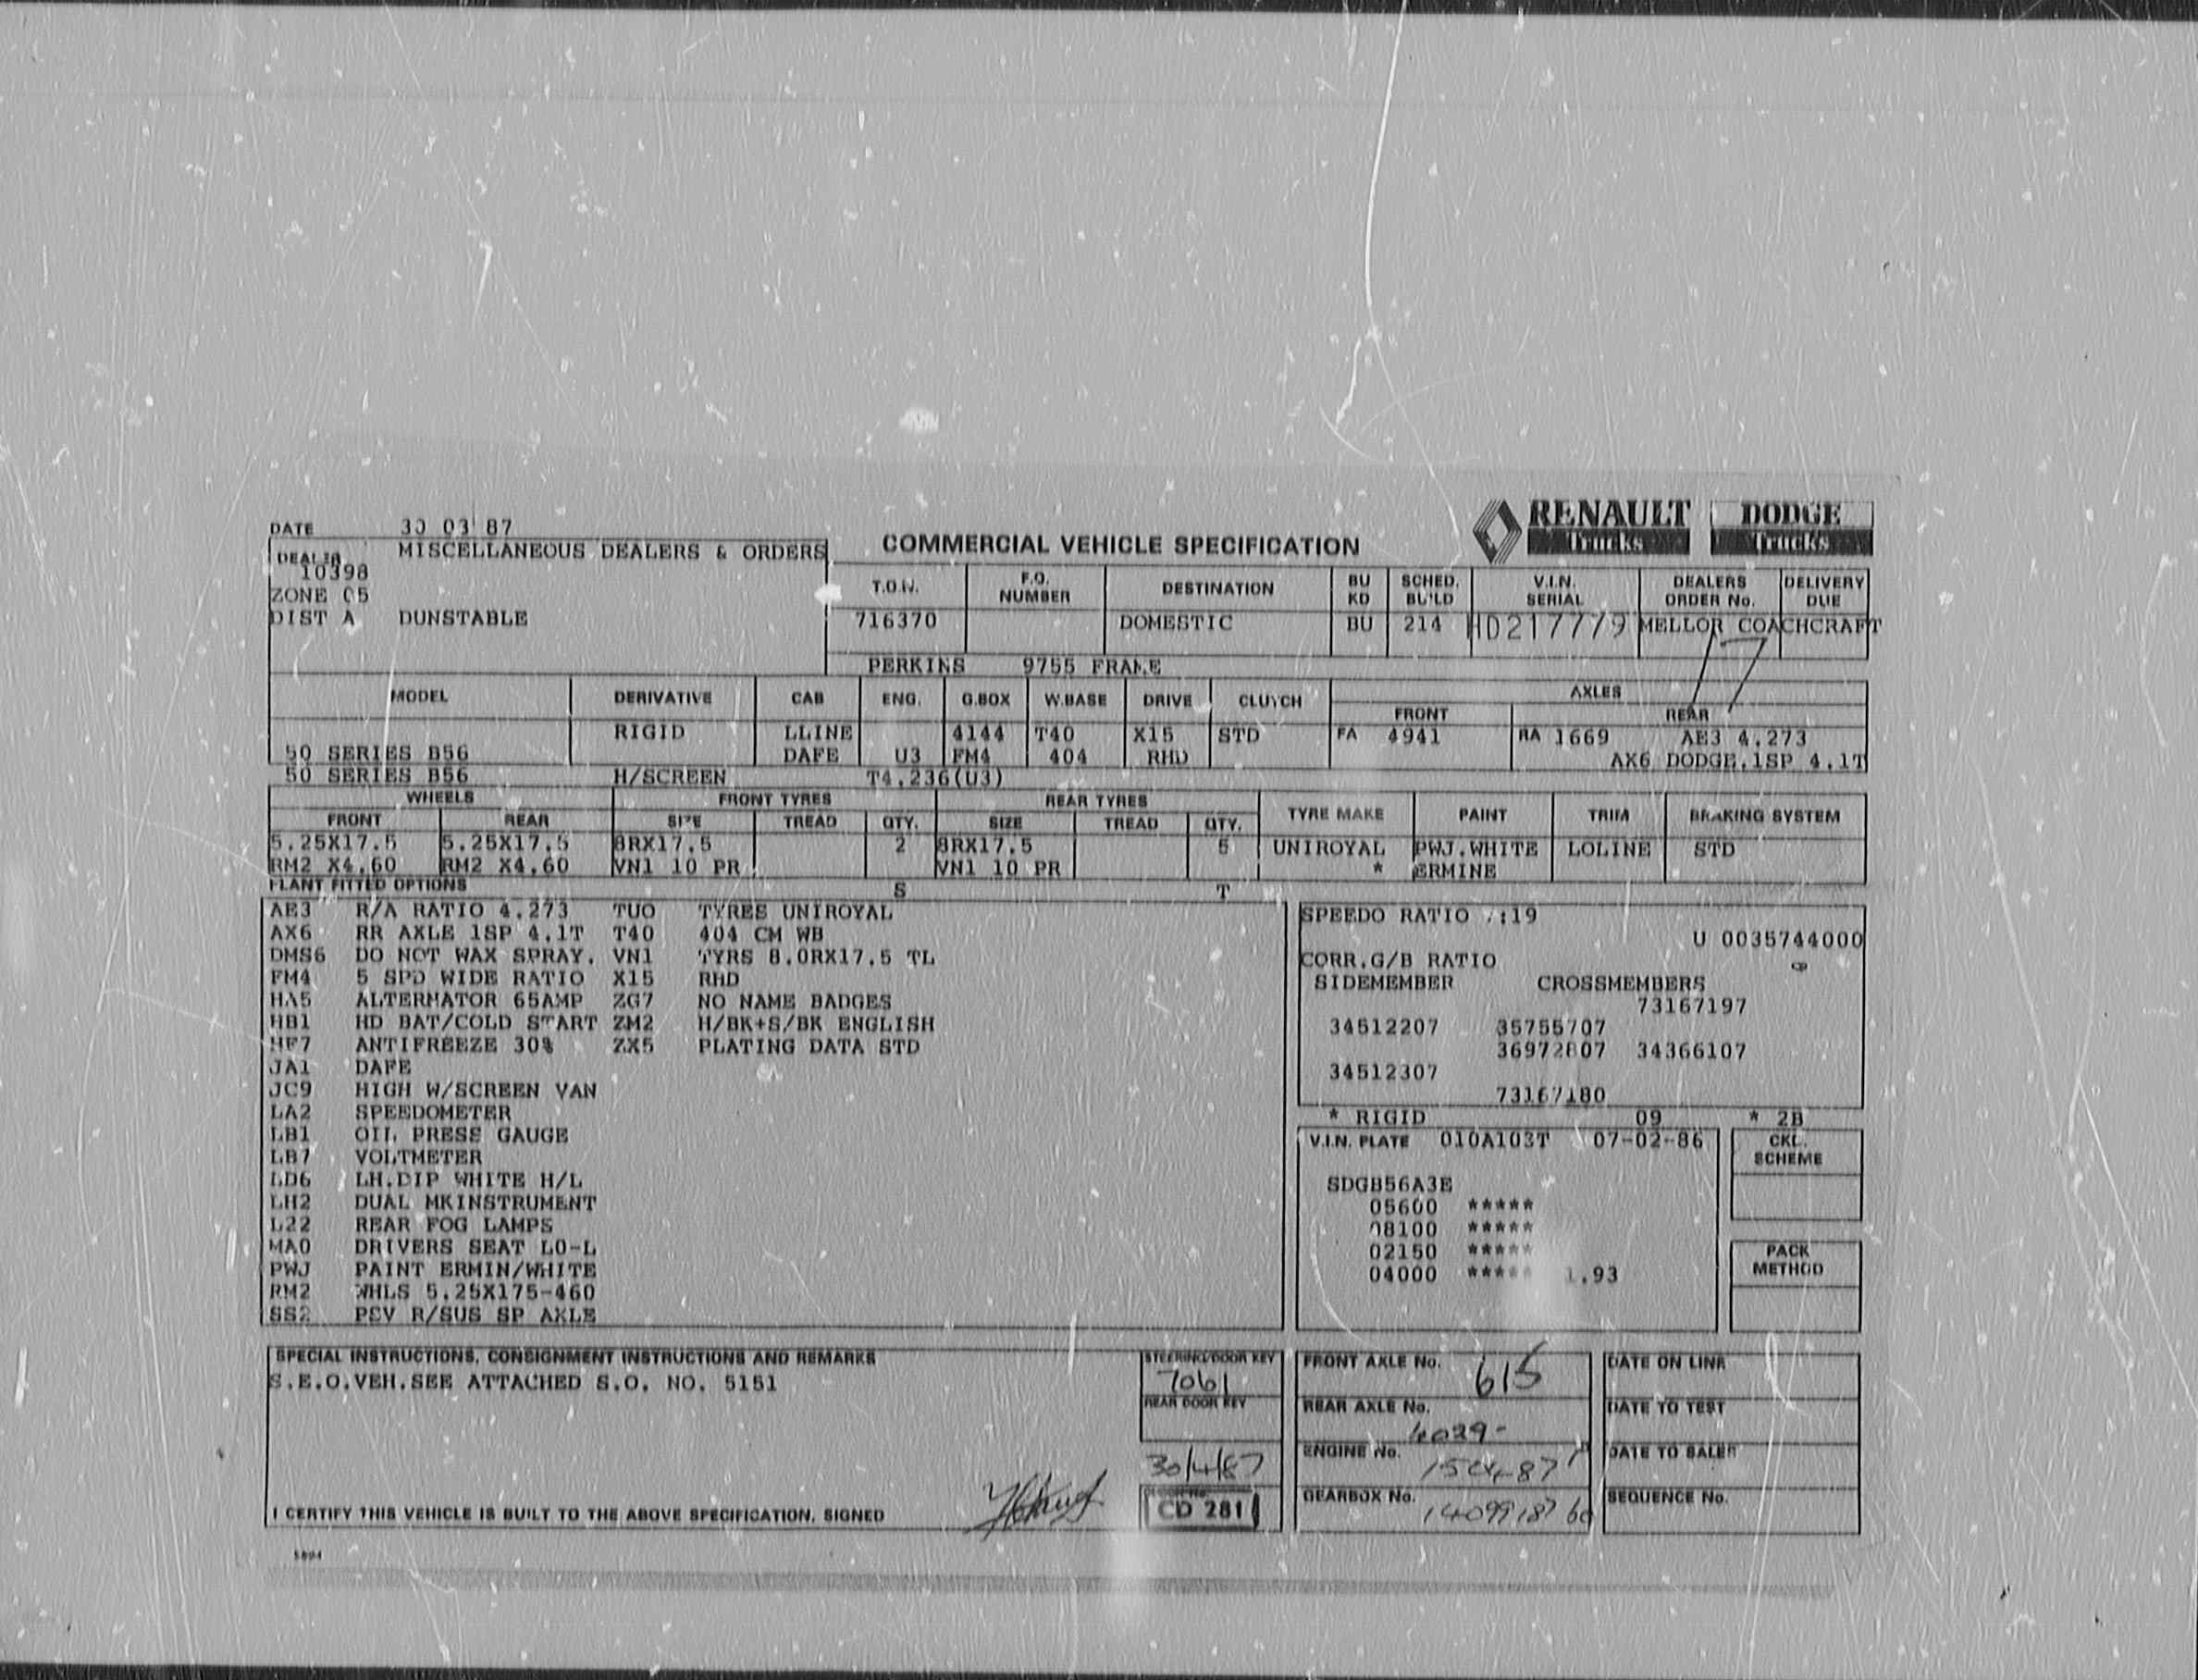 DATE 30 03 87
RENAULT Trucks DODGE Trucks
DEALER MISCELLANEOUS DEALERS & ORDERS
COMMERCIAL VEHICLE SPECIFICATION
10398
ZONE 05
DIST A DUNSTABLE
T.O.N. F.O. NUMBER DESTINATION BU KD SCHED. BUILD V.I.N. SERIAL DEALERS ORDER No. DELIVERY DUE
716370 DOMESTIC BU 214 HD217779 MELLOR COACHCRAFT
PERKINS 9755 FRAME
MODEL DERIVATIVE CAB ENG. G.BOX W.BASE DRIVE CLUTCH AXLES
FRONT REAR
RIGID LLINE 4144 T40 X15 STD FA 4941 RA 1669 AE3 4.273
50 SERIES B56 DAFE U3 FM4 404 RHD AX6 DODGE.1SP 4.1T
50 SERIES B56 H/SCREEN T4.236(U3)
WHEELS FRONT TYRES REAR TYRES TYRE MAKE PAINT TRIM BRAKING SYSTEM
FRONT REAR SIZE TREAD QTY. SIZE TREAD QTY.
5.25X17.5 5.25X17.5 8RX17.5 2 8RX17.5 5 UNIROYAL PWJ.WHITE LOLINE STD
RM2 X4.60 RM2 X4.60 VN1 10 PR VN1 10 PR * ERMINE
PLANT FITTED OPTIONS S T
AE3 R/A RATIO 4.273 TUO TYRES UNIROYAL
AX6 RR AXLE 1SP 4.1T T40 404 CM WB
DMS6 DO NOT WAX SPRAY. VN1 TYRS 8.0RX17.5 TL
FM4 5 SPD WIDE RATIO X15 RHD
HA5 ALTERNATOR 65AMP ZG7 NO NAME BADGES
HB1 HD BAT/COLD START ZM2 H/BK+S/BK ENGLISH
HF7 ANTIFREEZE 30% ZX5 PLATING DATA STD
JA1 DAFE
JC9 HIGH W/SCREEN VAN
LA2 SPEEDOMETER
LB1 OIL PRESS GAUGE
LB7 VOLTMETER
LD6 LH.DIP WHITE H/L
LH2 DUAL MKINSTRUMENT
L22 REAR FOG LAMPS
MA0 DRIVERS SEAT LO-L
PWJ PAINT ERMIN/WHITE
RM2 WHLS 5.25X175-460
SS2 PSV R/SUS SP AXLE
SPEEDO RATIO :19
U 0035744000
CORR.G/B RATIO
SIDEMEMBER CROSSMEMBERS
73167197
34512207 35755707
36972807 34366107
34512307
73167180
* RIGID 09 * 2B
V.I.N. PLATE 010A103T 07-02-86
CKL. SCHEME
SDGB56A3E
05600 *****
08100 *****
02150 *****
04000 ***** 1.93
PACK METHOD
SPECIAL INSTRUCTIONS, CONSIGNMENT INSTRUCTIONS AND REMARKS
S.E.O.VEH.SEE ATTACHED S.O. NO. 5151
I CERTIFY THIS VEHICLE IS BUILT TO THE ABOVE SPECIFICATION, SIGNED
STEERING/DOOR KEY
7061
REAR DOOR KEY
30/4/87
CD 281
FRONT AXLE No. 615
REAR AXLE No.
4029-
ENGINE No.
GEARBOX No.
DATE ON LINE
DATE TO TEST
DATE TO SALES
SEQUENCE No.